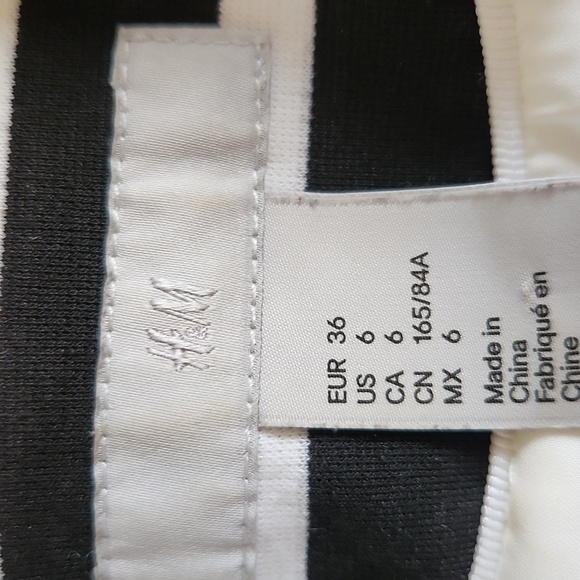 H&M
EUR 36
US 6
CA 6
CN 165/84A
MX 6
Made in
China
Fabriqué en
Chine